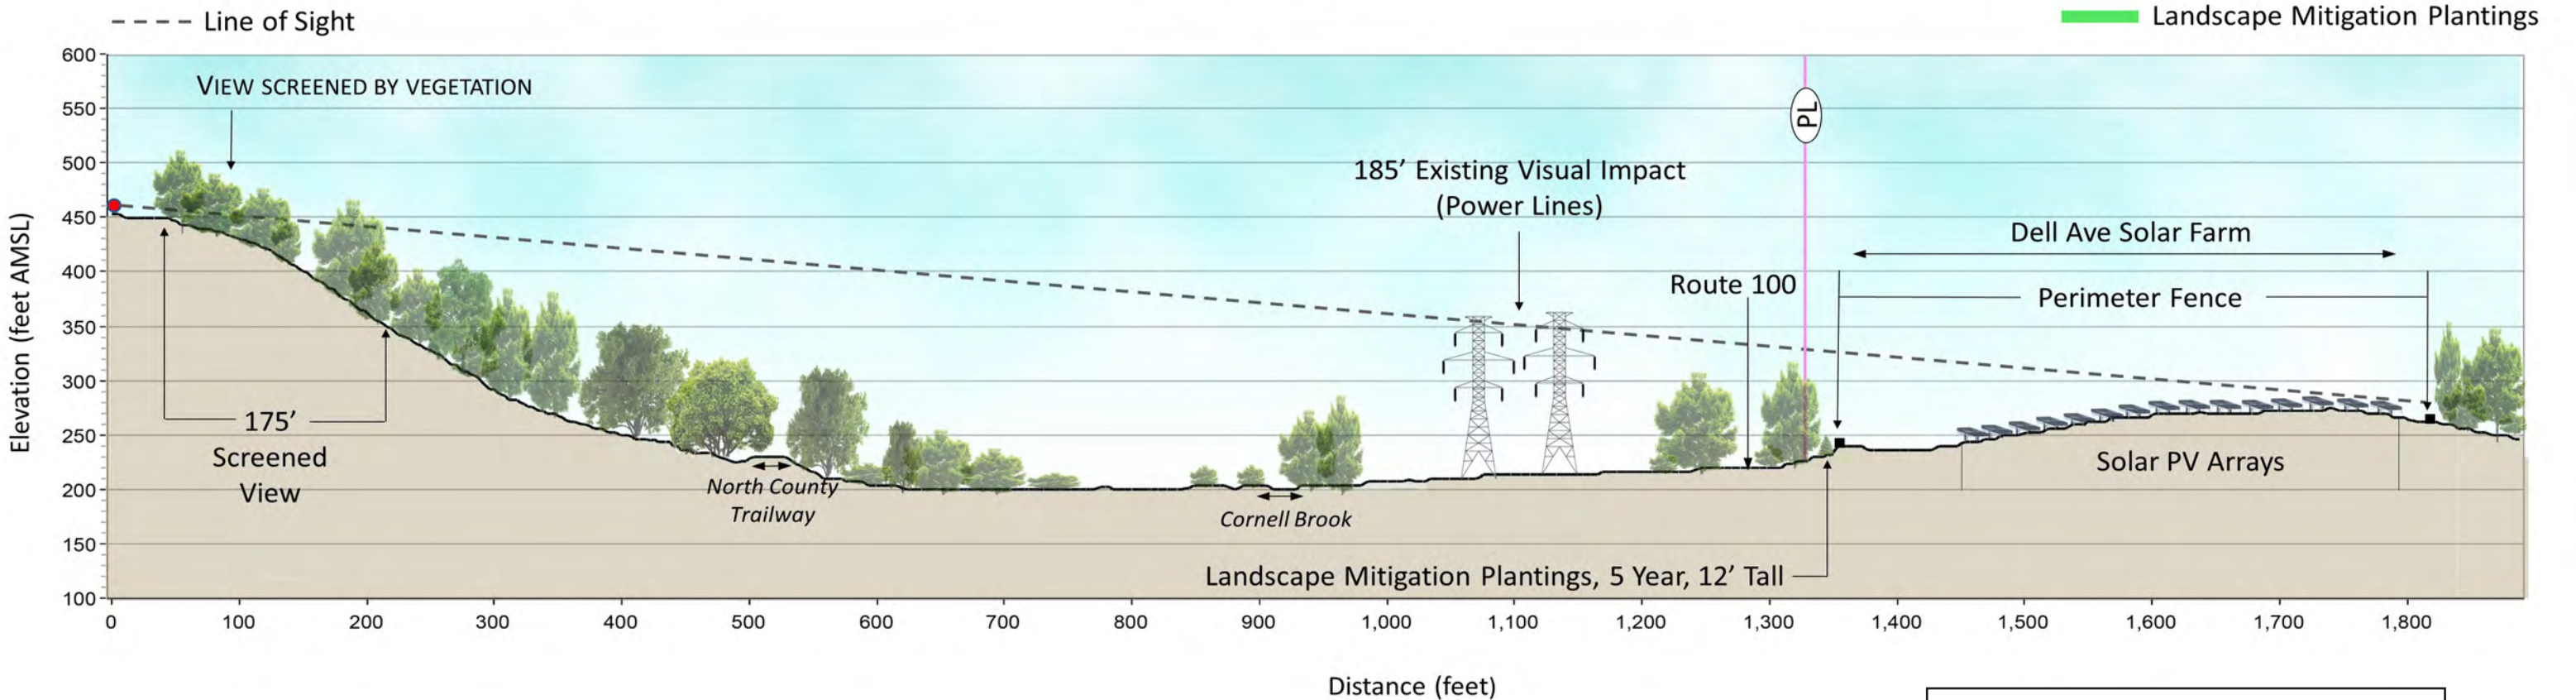 Line of Sight
Landscape Mitigation Plantings
600
VIEW SCREENED BY VEGETATION
550
PL
500
185’ Existing Visual Impact
(Power Lines)
450
Dell Ave Solar Farm
400
Route 100
Perimeter Fence
350
300
250
175’
Screened
View
Solar PV Arrays
200
North County
Trailway
Cornell Brook
150
Landscape Mitigation Plantings, 5 Year, 12’ Tall
100
Elevation (feet AMSL)
0 100 200 300 400 500 600 700 800 900 1,000 1,100 1,200 1,300 1,400 1,500 1,600 1,700 1,800
Distance (feet)